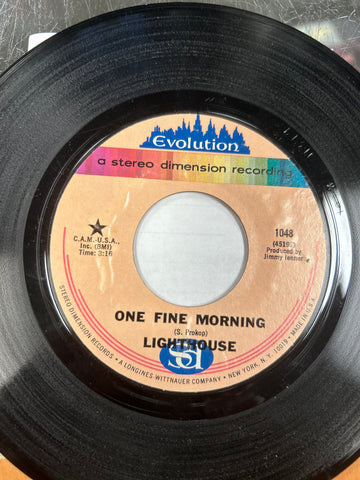 Evolution
a stereo dimension recording
C.A.M.-U.S.A.,
Inc. (BMI)
Time: 3:16
1048
Produced by
Jimmy Ienner
ONE FINE MORNING
(S. Prokop)
LIGHTHOUSE
STEREO DIMENSION RECORDS • A LONGINES-WITTNAUER COMPANY • NEW YORK, N.Y. 10019 • MADE IN U.S.A.